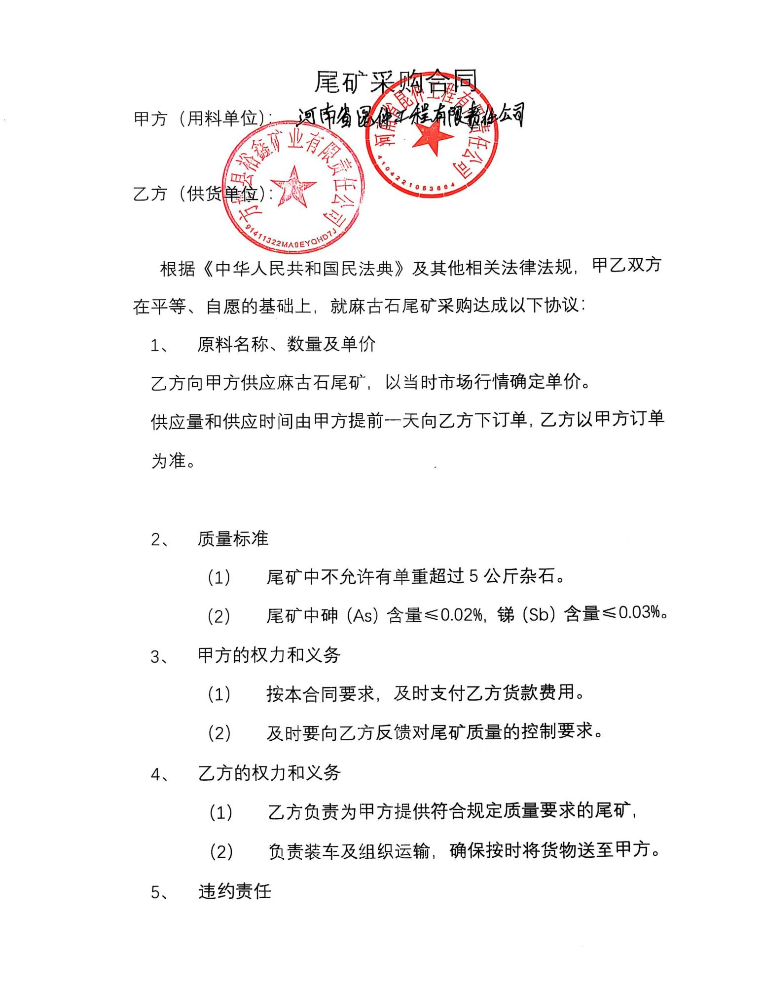 尾矿采购合同
甲方（用料单位）：河南省昆仲工程有限责任公司
河南省昆仲工程有限责任公司
4104221053664
乙方（供货单位）：
方城县裕鑫矿业有限责任公司
91411322MA9EYQHD7J
根据《中华人民共和国民法典》及其他相关法律法规，甲乙双方
在平等、自愿的基础上，就麻古石尾矿采购达成以下协议：
1、 原料名称、数量及单价
乙方向甲方供应麻古石尾矿，以当时市场行情确定单价。
供应量和供应时间由甲方提前一天向乙方下订单，乙方以甲方订单
为准。
2、 质量标准
（1） 尾矿中不允许有单重超过 5 公斤杂石。
（2） 尾矿中砷（As）含量≤0.02%，锑（Sb）含量≤0.03%。
3、 甲方的权力和义务
（1） 按本合同要求，及时支付乙方货款费用。
（2） 及时要向乙方反馈对尾矿质量的控制要求。
4、 乙方的权力和义务
（1） 乙方负责为甲方提供符合规定质量要求的尾矿，
（2） 负责装车及组织运输，确保按时将货物送至甲方。
5、 违约责任